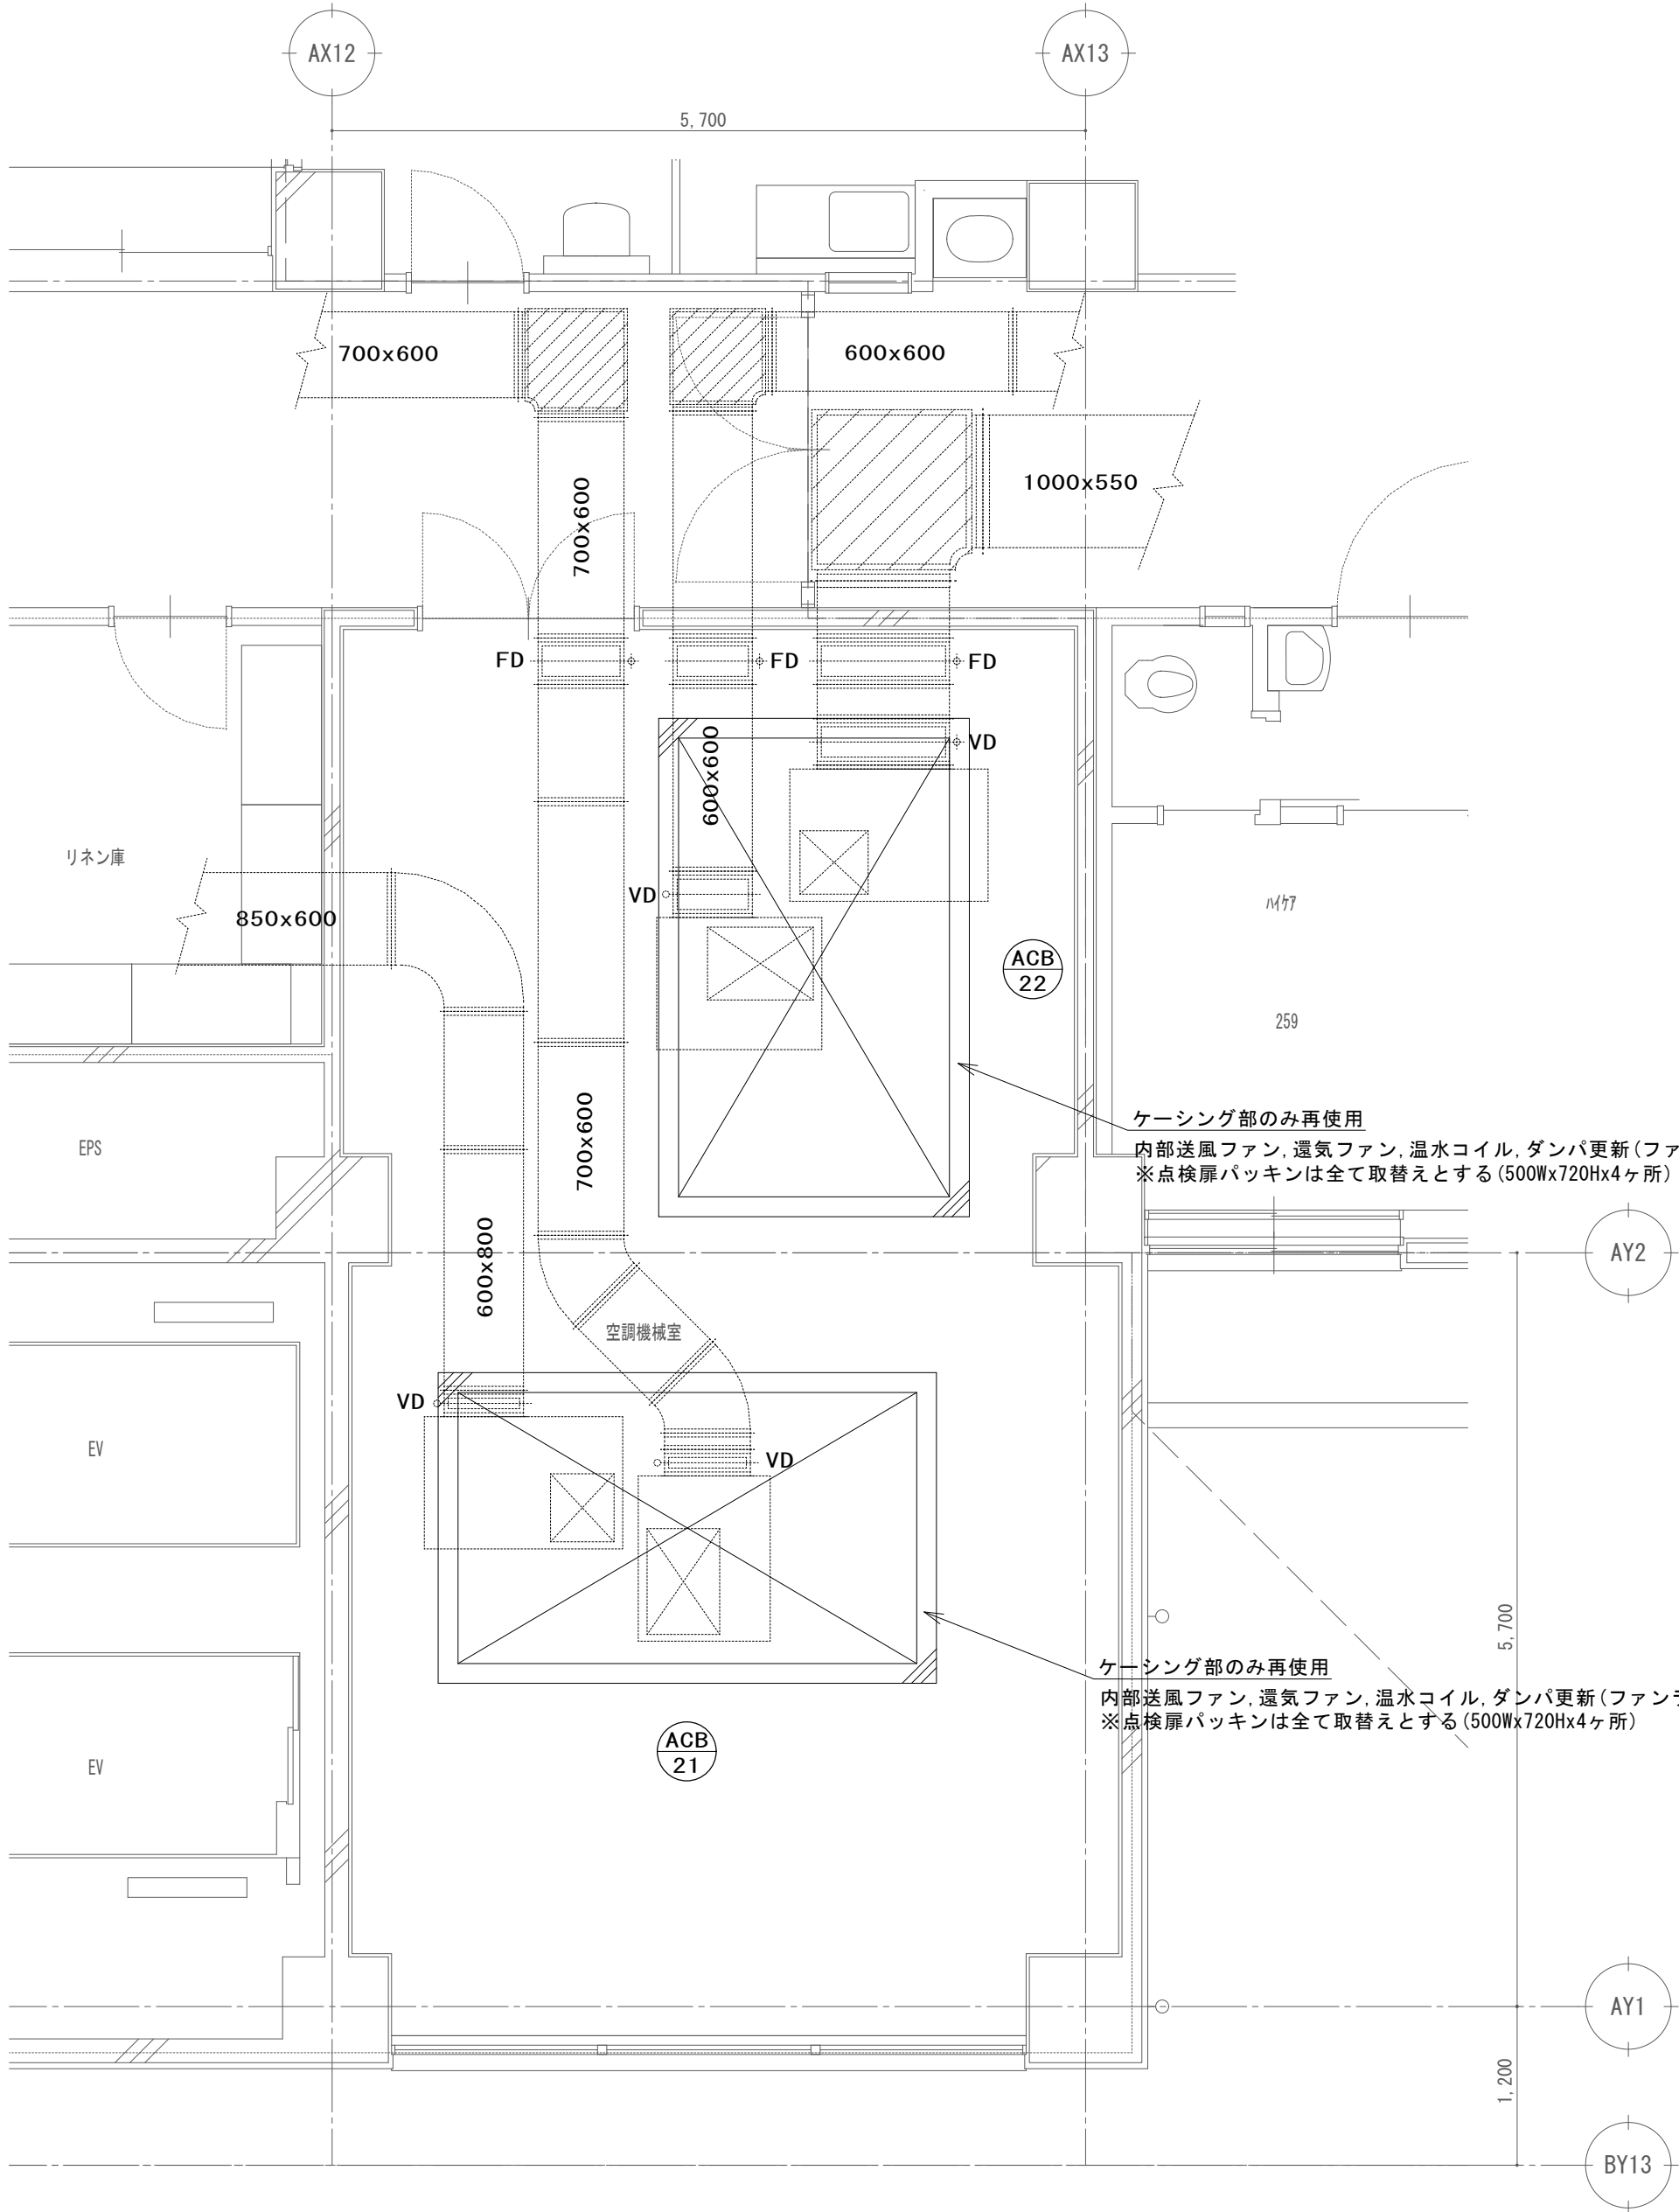 AX12
AX13
5,700
700x600
600x600
1000x550
700x600
FD
FD
FD
VD
600x600
リネン庫
VD
ハイケア
850x600
ACB
22
259
ケーシング部のみ再使用
内部送風ファン,還気ファン,温水コイル,ダンパ更新(ファ
※点検扉パッキンは全て取替えとする(500Wx720Hx4ヶ所)
EPS
700x600
600x800
AY2
空調機械室
VD
EV
VD
5,700
ケーシング部のみ再使用
内部送風ファン,還気ファン,温水コイル,ダンパ更新(ファン
※点検扉パッキンは全て取替えとする(500Wx720Hx4ヶ所)
ACB
21
EV
AY1
1,200
BY13